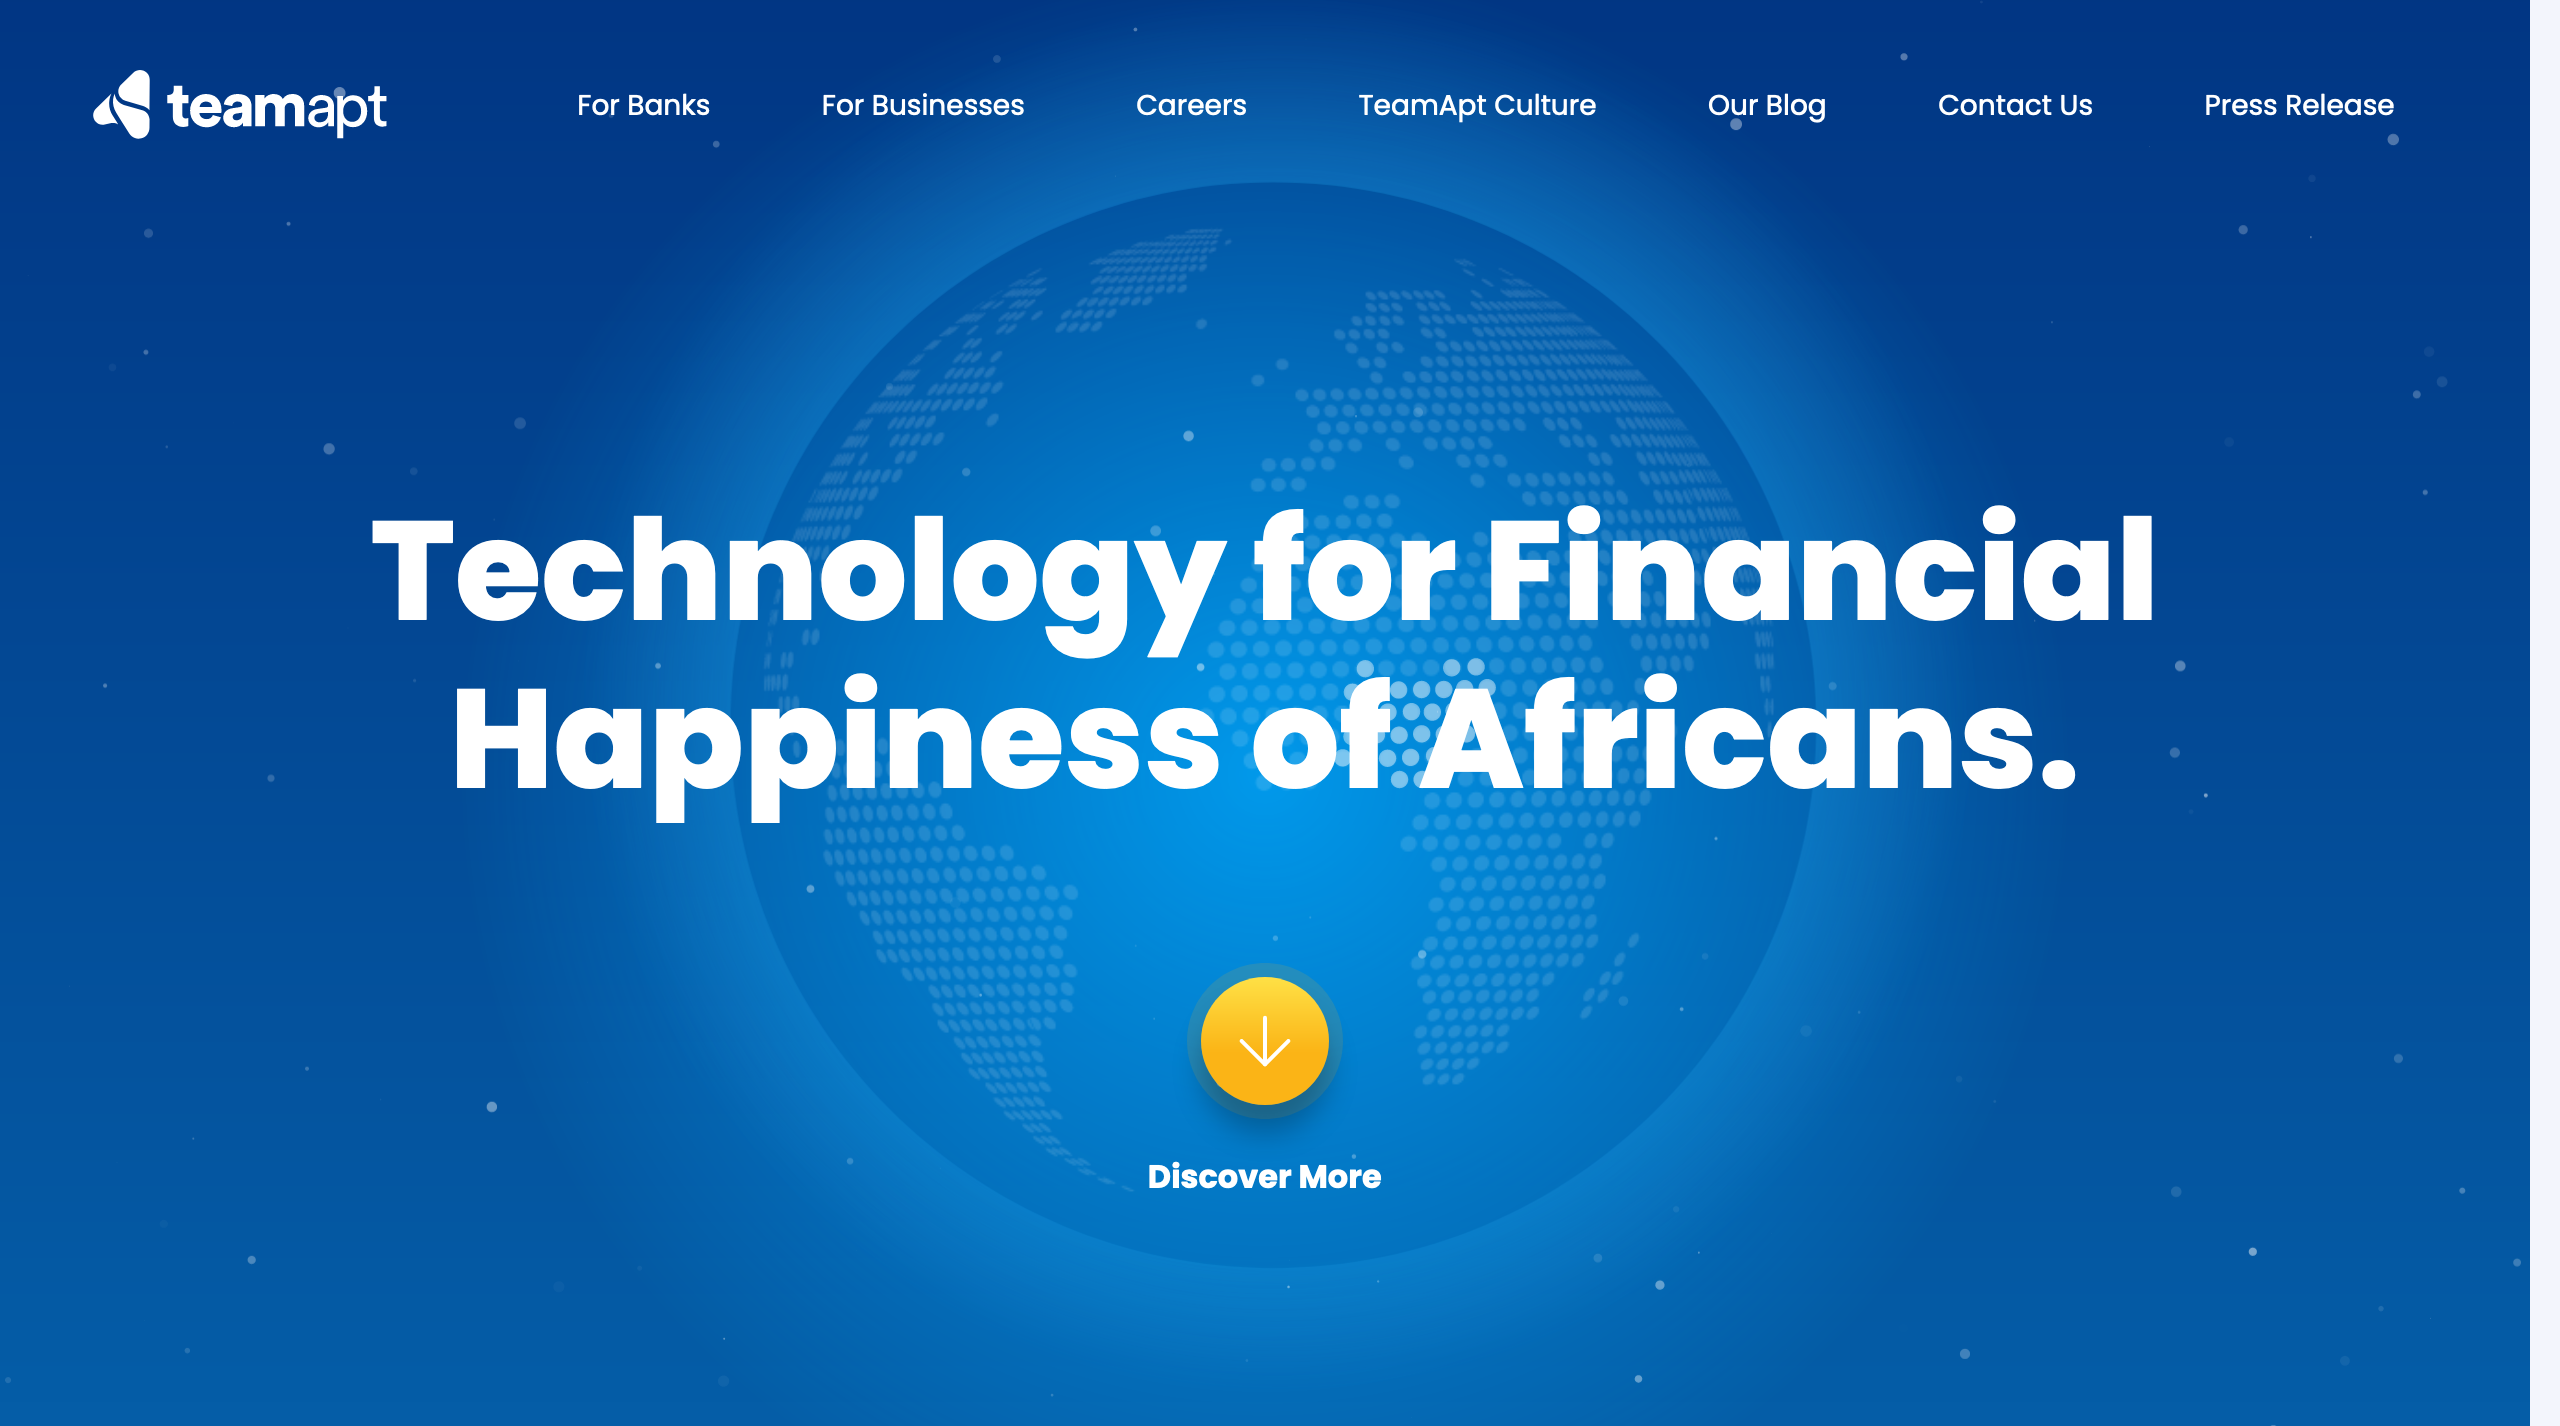 teamapt
For Banks
For Businesses
Careers
TeamApt Culture
Our Blog
Contact Us
Press Release
Technology for Financial
Happiness of Africans.
Discover More